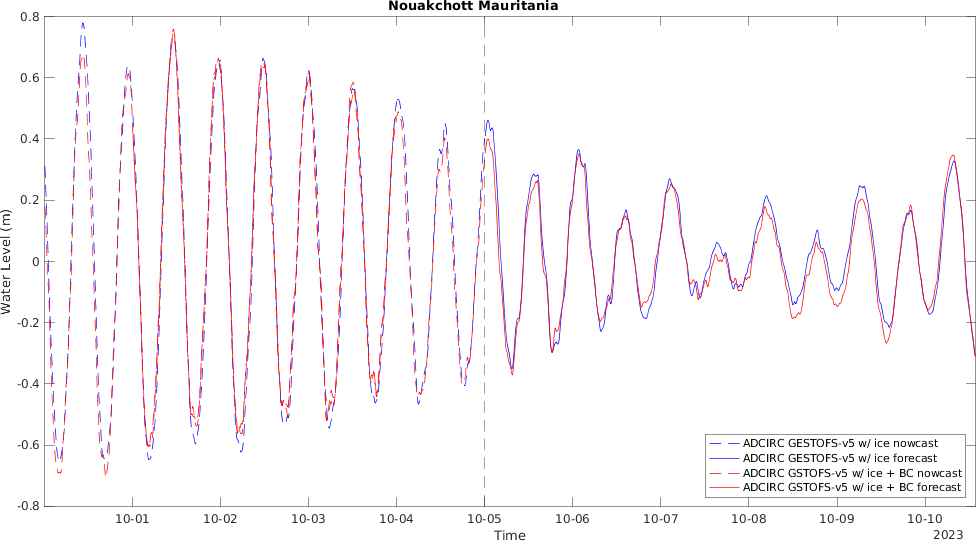 Nouakchott Mauritania
0.8
0.6
0.4
0.2
0
-0.2
-0.4
-0.6
-0.8
Water Level (m)
10-01 10-02 10-03 10-04 10-05 10-06 10-07 10-08 10-09 10-10
Time
2023
ADCIRC GESTOFS-v5 w/ ice nowcast
ADCIRC GESTOFS-v5 w/ ice forecast
ADCIRC GSTOFS-v5 w/ ice + BC nowcast
ADCIRC GSTOFS-v5 w/ ice + BC forecast